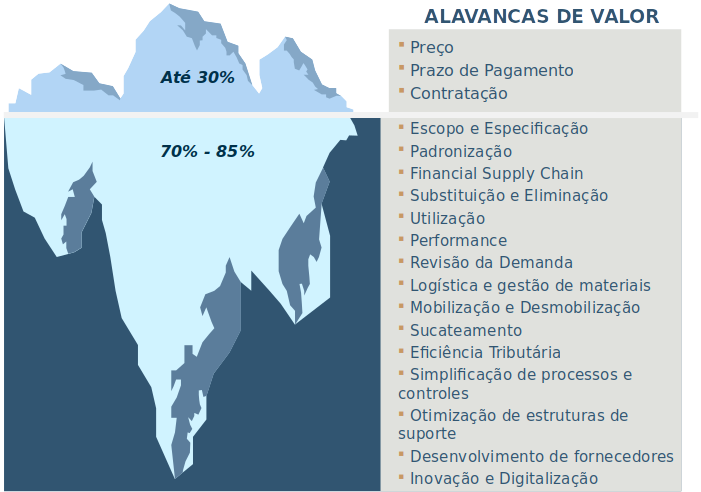 ALAVANCAS DE VALOR
Até 30%
▪ Preço
▪ Prazo de Pagamento
▪ Contratação
70% - 85%
▪ Escopo e Especificação
▪ Padronização
▪ Financial Supply Chain
▪ Substituição e Eliminação
▪ Utilização
▪ Performance
▪ Revisão da Demanda
▪ Logística e gestão de materiais
▪ Mobilização e Desmobilização
▪ Sucateamento
▪ Eficiência Tributária
▪ Simplificação de processos e
controles
▪ Otimização de estruturas de
suporte
▪ Desenvolvimento de fornecedores
▪ Inovação e Digitalização